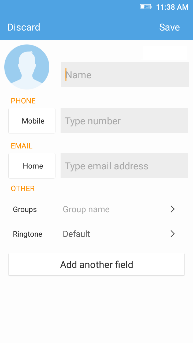 11:38 AM
Discard Save
Name
PHONE
Mobile Type number
EMAIL
Home Type email address
OTHER
Groups Group name
Ringtone Default
Add another field